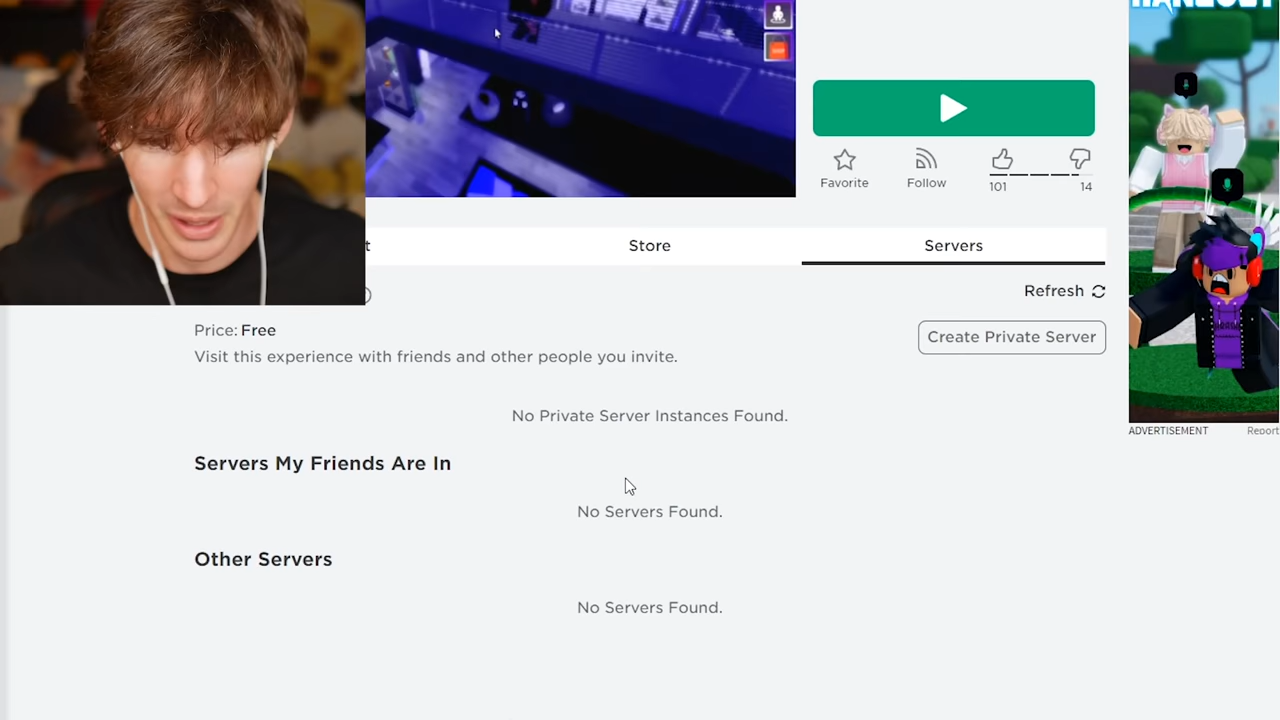 Favorite
Follow
101
14
t
Store
Servers
Refresh
Price: Free
Create Private Server
Visit this experience with friends and other people you invite.
No Private Server Instances Found.
Servers My Friends Are In
No Servers Found.
Other Servers
No Servers Found.
HANGOUT
ADVERTISEMENT
Report